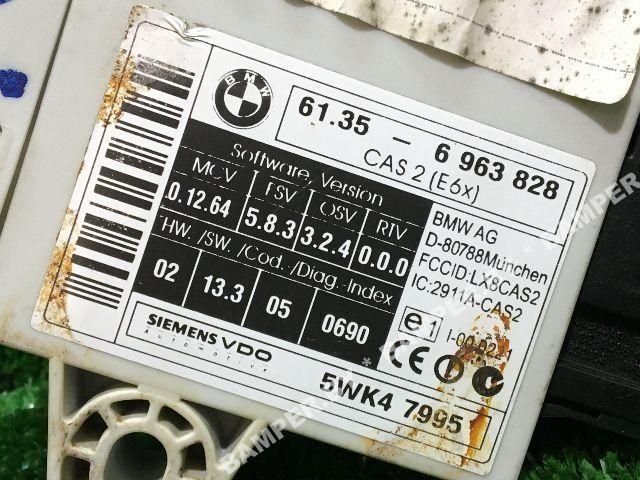 BMW
61.35 - 6 963 828
CAS 2 (E6x)
Software, Version
MCV FSV OSV RTV
0.12.64 5.8.3 3.2.4 0.0.0
HW. /SW. /Cod. /Diag.-Index
02 13.3 05 0690
BMW AG
D-80788München
FCCID:LX8CAS2
IC:2911A-CAS2
e1
CE
SIEMENS VDO
Automotive
5WK4 7995